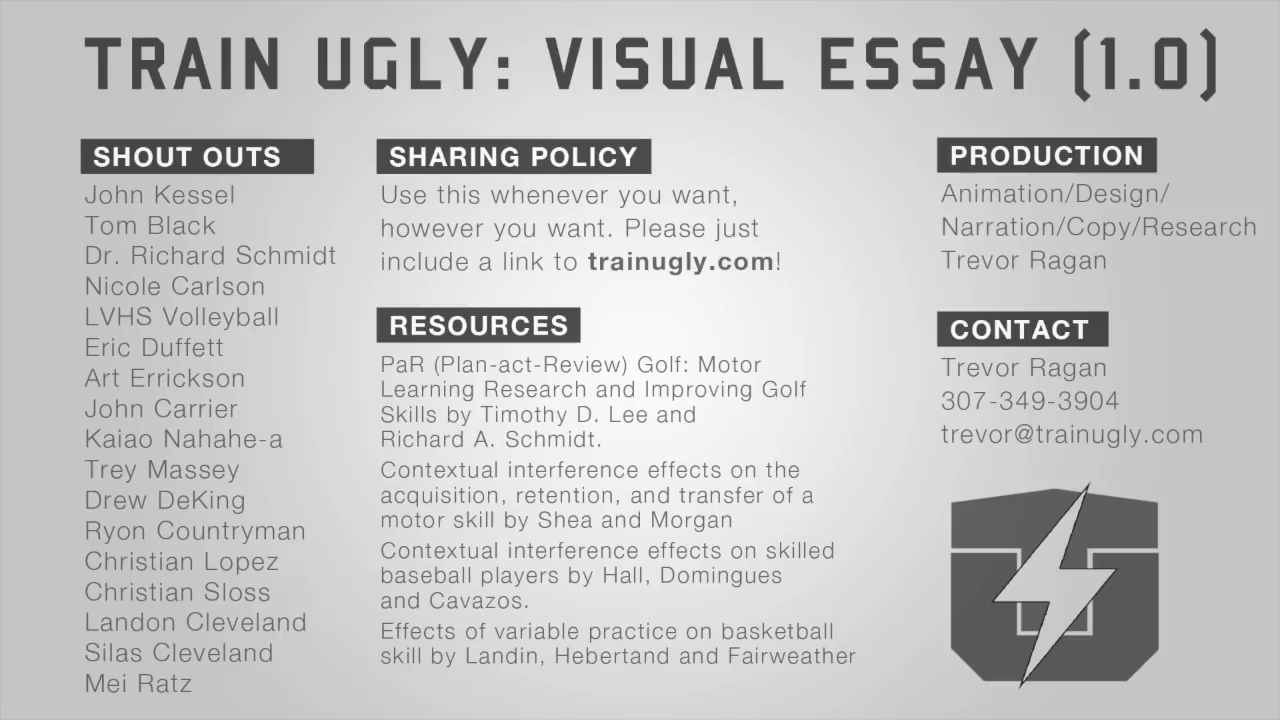 TRAIN UGLY: VISUAL ESSAY (1.0)
SHOUT OUTS
John Kessel
Tom Black
Dr. Richard Schmidt
Nicole Carlson
LVHS Volleyball
Eric Duffett
Art Errickson
John Carrier
Kaiao Nahahe-a
Trey Massey
Drew DeKing
Ryon Countryman
Christian Lopez
Christian Sloss
Landon Cleveland
Silas Cleveland
Mei Ratz
SHARING POLICY
Use this whenever you want,
however you want. Please just
include a link to trainugly.com!
RESOURCES
PaR (Plan-act-Review) Golf: Motor
Learning Research and Improving Golf
Skills by Timothy D. Lee and
Richard A. Schmidt.
Contextual interference effects on the
acquisition, retention, and transfer of a
motor skill by Shea and Morgan
Contextual interference effects on skilled
baseball players by Hall, Domingues
and Cavazos.
Effects of variable practice on basketball
skill by Landin, Hebertand and Fairweather
PRODUCTION
Animation/Design/
Narration/Copy/Research
Trevor Ragan
CONTACT
Trevor Ragan
307-349-3904
trevor@trainugly.com